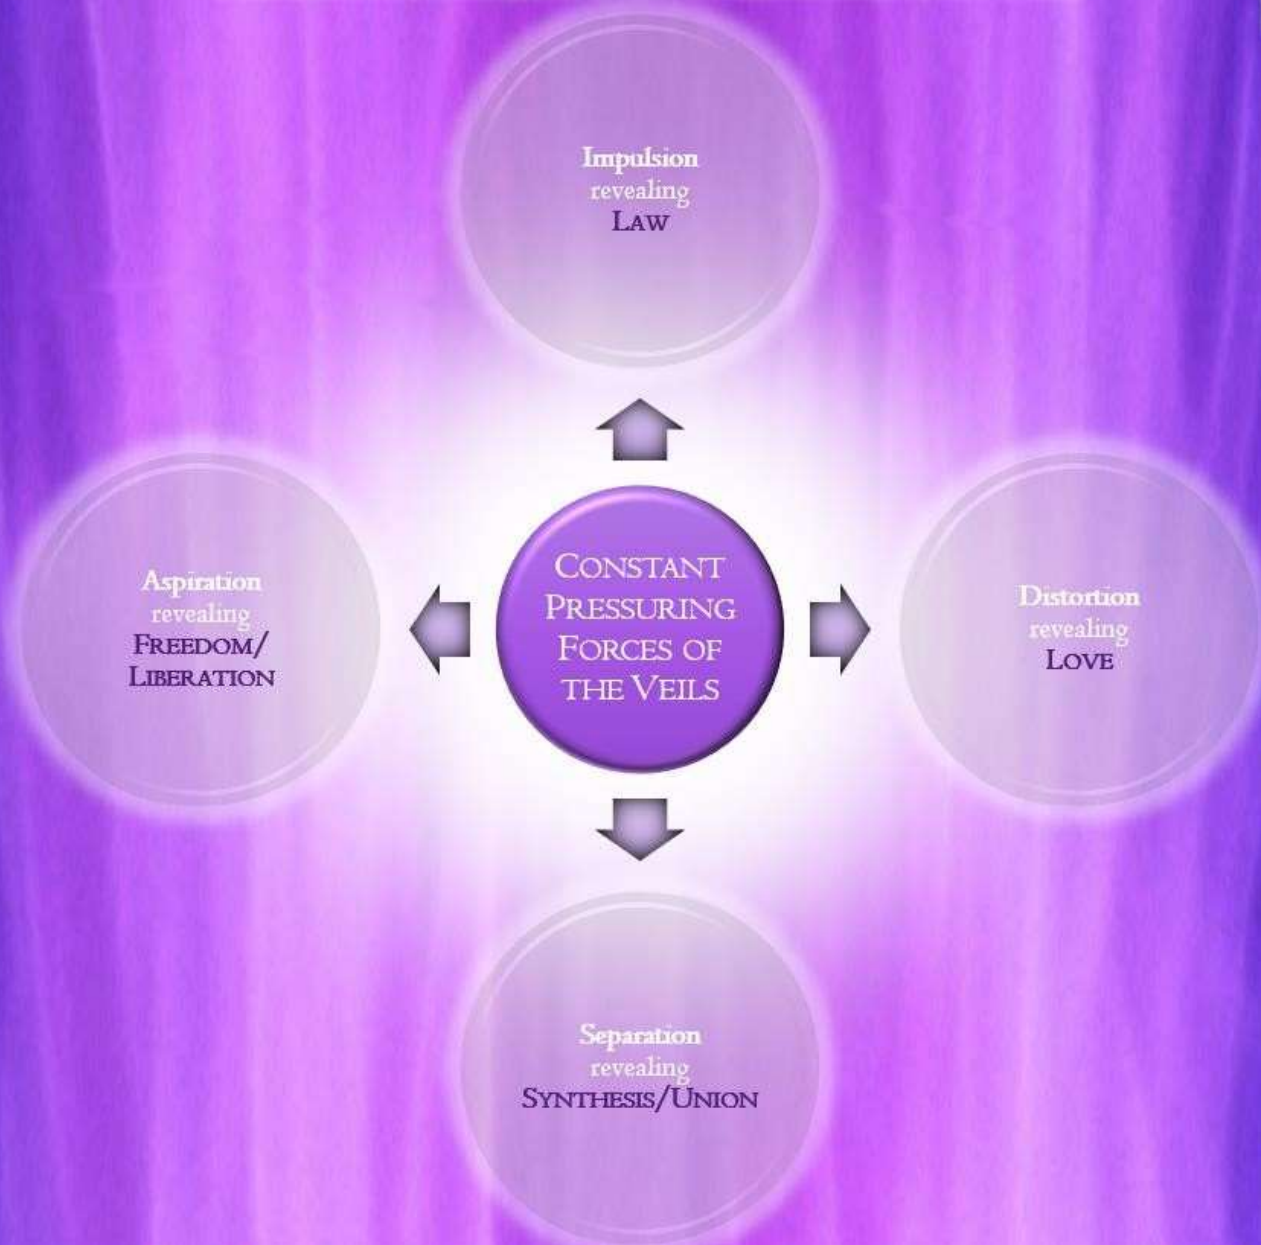 Impulsion
revealing
LAW
Aspiration
revealing
FREEDOM/
LIBERATION
CONSTANT
PRESSURING
FORCES OF
THE VEILS
Distortion
revealing
LOVE
Separation
revealing
SYNTHESIS/UNION